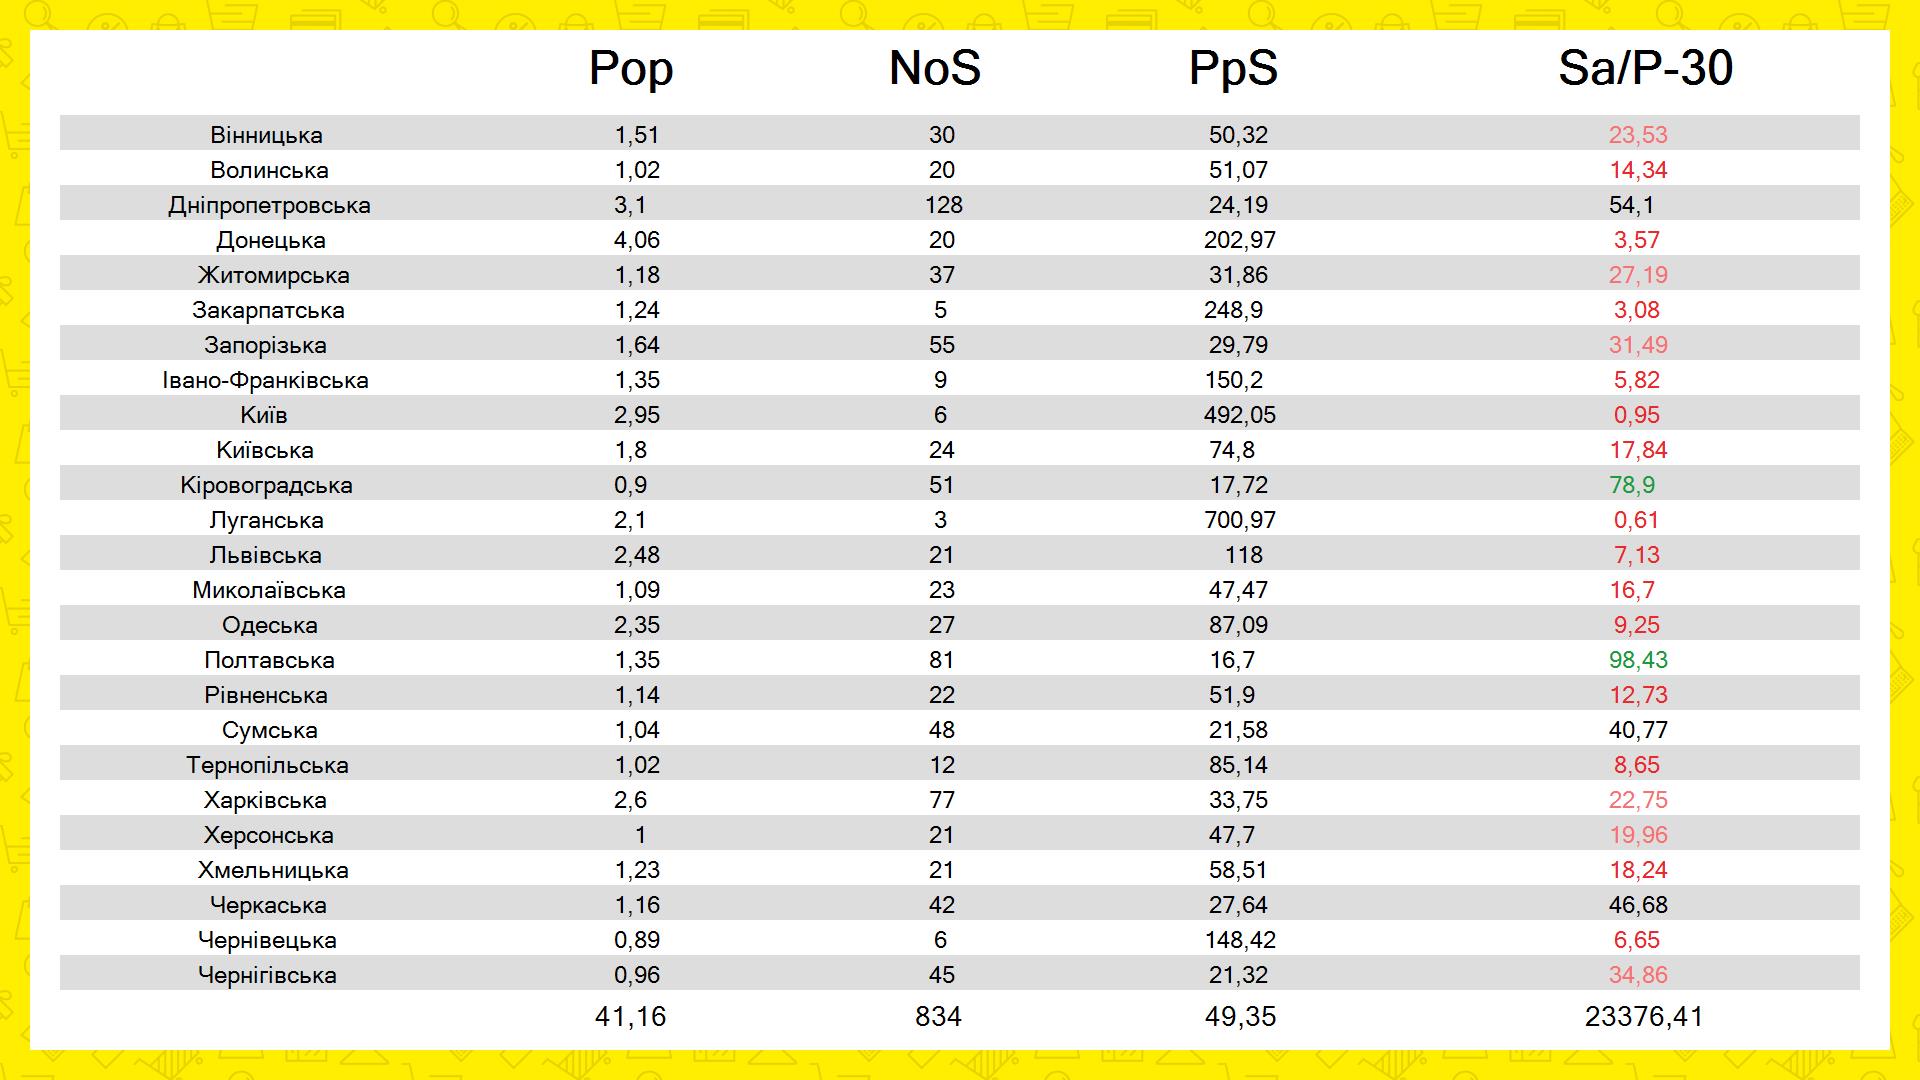 Pop NoS PpS Sa/P-30
Вінницька 1,51 30 50,32 23,53
Волинська 1,02 20 51,07 14,34
Дніпропетровська 3,1 128 24,19 54,1
Донецька 4,06 20 202,97 3,57
Житомирська 1,18 37 31,86 27,19
Закарпатська 1,24 5 248,9 3,08
Запорізька 1,64 55 29,79 31,49
Івано-Франківська 1,35 9 150,2 5,82
Київ 2,95 6 492,05 0,95
Київська 1,8 24 74,8 17,84
Кіровоградська 0,9 51 17,72 78,9
Луганська 2,1 3 700,97 0,61
Львівська 2,48 21 118 7,13
Миколаївська 1,09 23 47,47 16,7
Одеська 2,35 27 87,09 9,25
Полтавська 1,35 81 16,7 98,43
Рівненська 1,14 22 51,9 12,73
Сумська 1,04 48 21,58 40,77
Тернопільська 1,02 12 85,14 8,65
Харківська 2,6 77 33,75 22,75
Херсонська 1 21 47,7 19,96
Хмельницька 1,23 21 58,51 18,24
Черкаська 1,16 42 27,64 46,68
Чернівецька 0,89 6 148,42 6,65
Чернігівська 0,96 45 21,32 34,86
41,16 834 49,35 23376,41